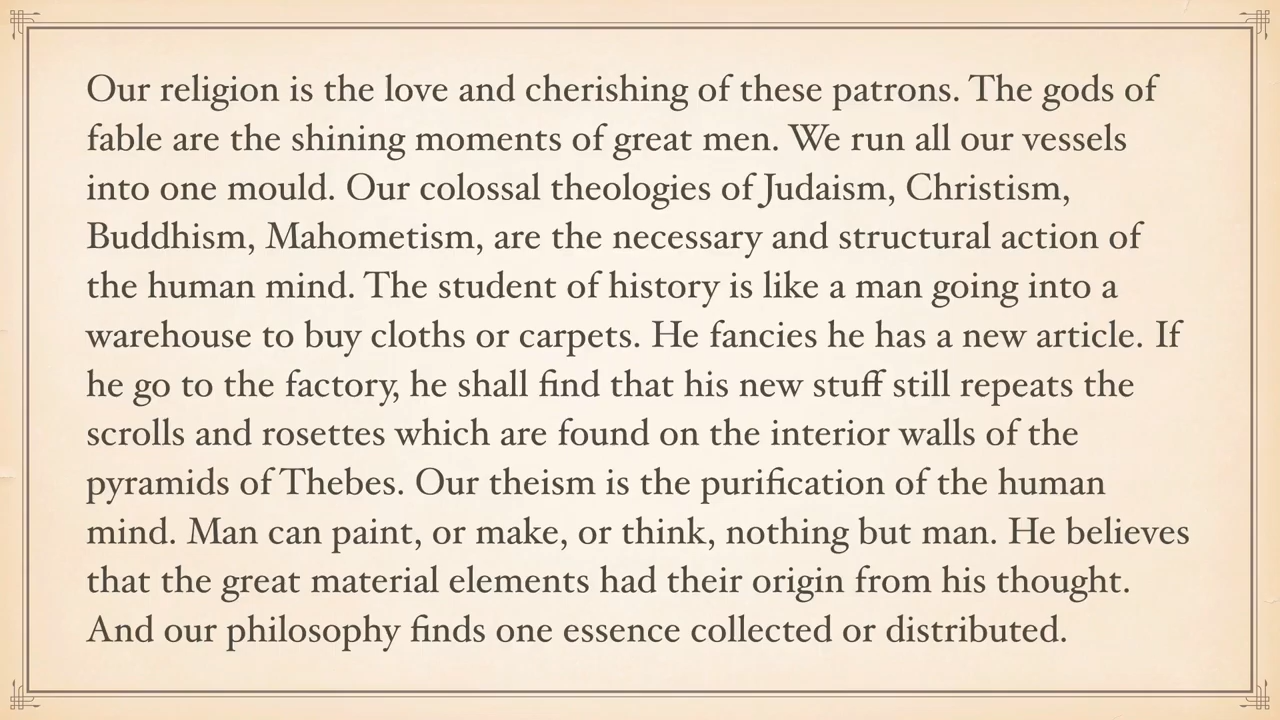 Our religion is the love and cherishing of these patrons. The gods of
fable are the shining moments of great men. We run all our vessels
into one mould. Our colossal theologies of Judaism, Christism,
Buddhism, Mahometism, are the necessary and structural action of
the human mind. The student of history is like a man going into a
warehouse to buy cloths or carpets. He fancies he has a new article. If
he go to the factory, he shall find that his new stuff still repeats the
scrolls and rosettes which are found on the interior walls of the
pyramids of Thebes. Our theism is the purification of the human
mind. Man can paint, or make, or think, nothing but man. He believes
that the great material elements had their origin from his thought.
And our philosophy finds one essence collected or distributed.